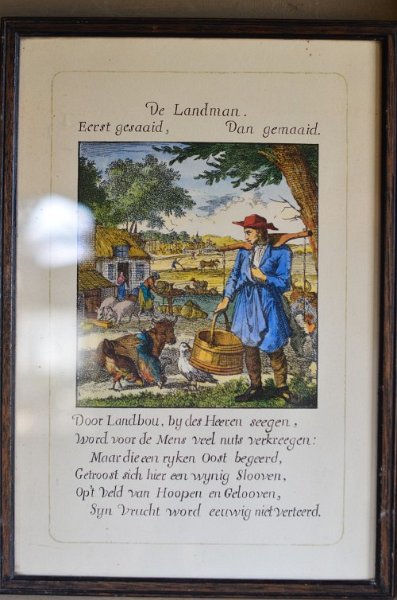 De Landman.
Eerst gesaaid, Dan gemaaid.
Door Landbou, by des Heeren seegen,
Word voor de Mens veel nuts verkreegen:
Maar die een ryken Oost begeerd,
Getroost sich hier een wynig Slooven,
Op't Veld van Hoopen en Gelooven,
Syn Vrucht word eeuwig niet verteerd.